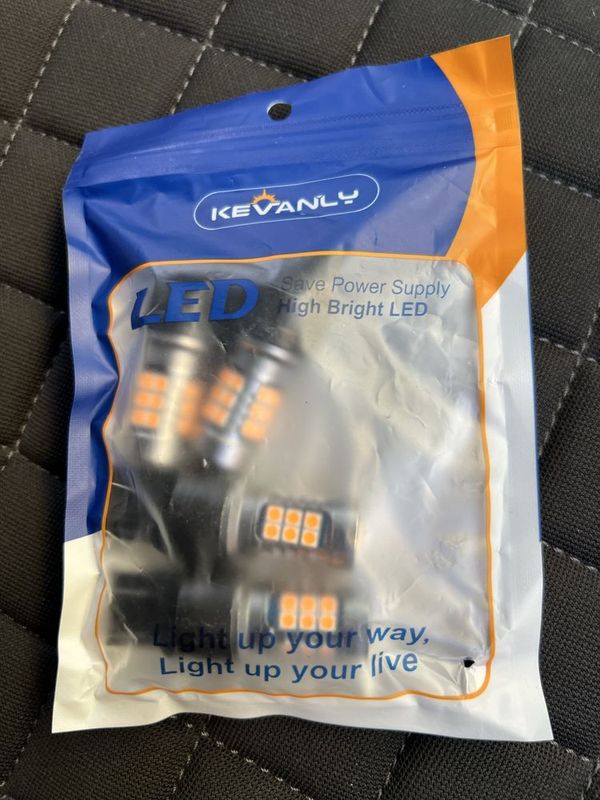 KEVANLY
LED
Save Power Supply
High Bright LED
Light up your way,
Light up your live